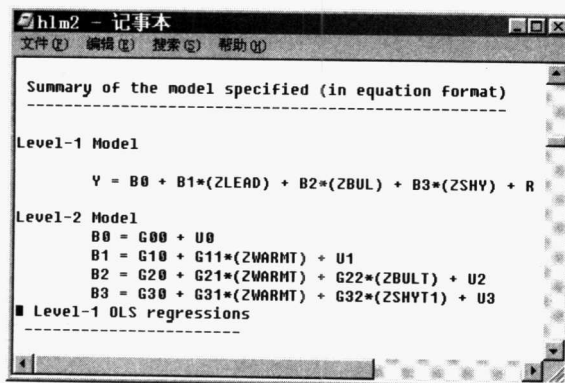 hlm2 - 记事本
文件(F) 编辑(E) 搜索(S) 帮助(H)
Summary of the model specified (in equation format)
---------------------------------------------------
Level-1 Model
Y = B0 + B1*(ZLEAD) + B2*(ZBUL) + B3*(ZSHY) + R
Level-2 Model
B0 = G00 + U0
B1 = G10 + G11*(ZWARMT) + U1
B2 = G20 + G21*(ZWARMT) + G22*(ZBULT) + U2
B3 = G30 + G31*(ZWARMT) + G32*(ZSHYT1) + U3
Level-1 OLS regressions
-----------------------